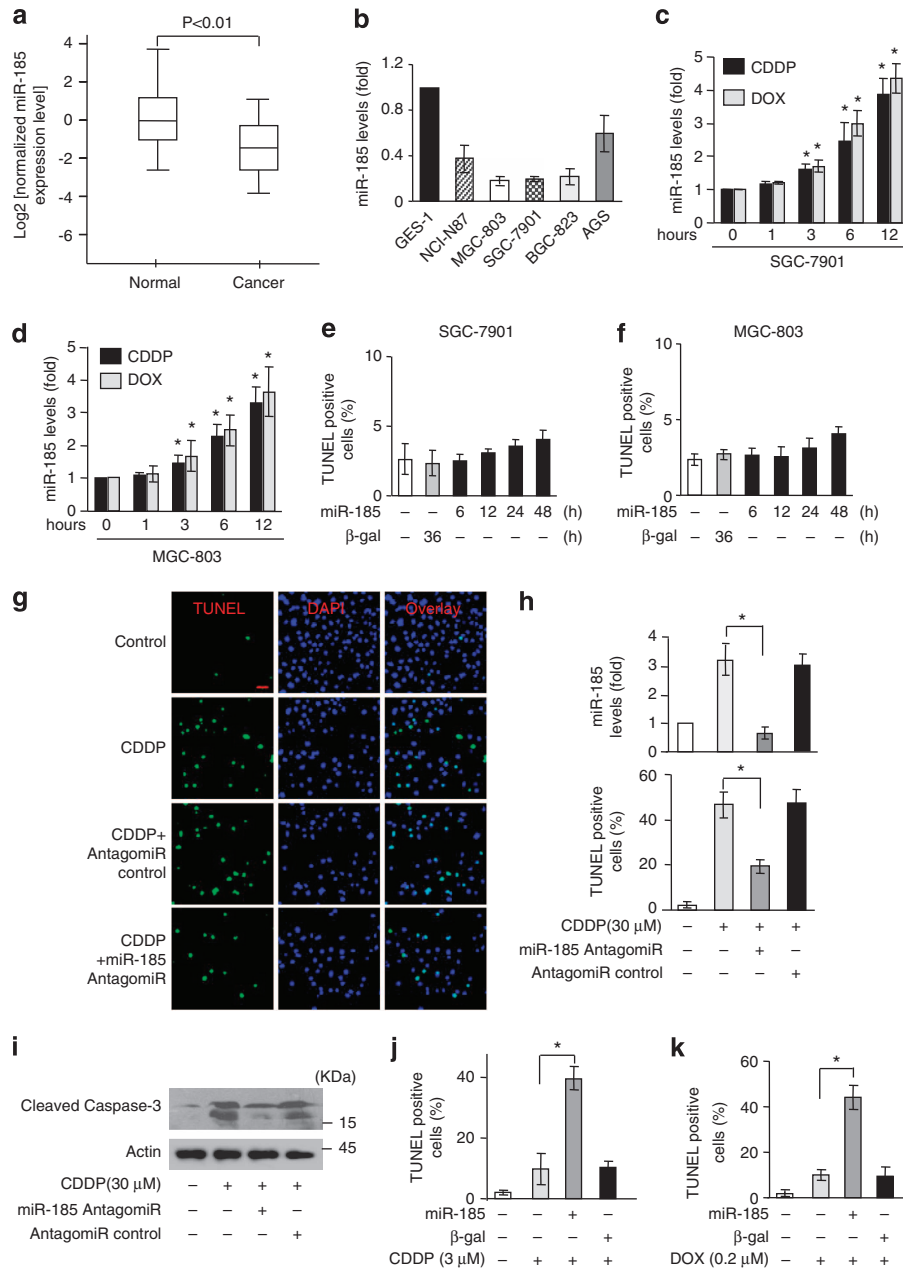 a
P<0.01
Log2 [normalized miR-185
expression level]
4
2
0
-2
-4
-6
Normal
Cancer
b
miR-185 levels (fold)
1.2
0.8
0.4
0
GES-1
NCI-N87
MGC-803
SGC-7901
BGC-823
AGS
c
miR-185 levels (fold)
5
4
3
2
1
0
CDDP
DOX
* * * * * *
hours 0 1 3 6 12
SGC-7901
d
miR-185 levels (fold)
5
4
3
2
1
0
CDDP
DOX
* * * * * *
hours 0 1 3 6 12
MGC-803
e
SGC-7901
TUNEL positive
cells (%)
10
5
0
miR-185 – – 6 12 24 48 (h)
β-gal – 36 – – – – (h)
f
MGC-803
TUNEL positive
cells (%)
10
5
0
miR-185 – – 6 12 24 48 (h)
β-gal – 36 – – – – (h)
g
TUNEL DAPI Overlay
Control
CDDP
CDDP+
AntagomiR
control
CDDP
+miR-185
AntagomiR
h
miR-185
levels (fold)
4
3
2
1
0
*
TUNEL positive
cells (%)
60
40
20
0
*
CDDP(30 μM) – + + +
miR-185 AntagomiR – – + –
AntagomiR control – – – +
i
(KDa)
Cleaved Caspase-3
– 15
Actin
– 45
CDDP(30 μM) – + + +
miR-185 AntagomiR – – + –
AntagomiR control – – – +
j
TUNEL positive
cells (%)
40
20
0
*
miR-185 – – + –
β-gal – – – +
CDDP (3 μM) – + + +
k
TUNEL positive
cells (%)
60
40
20
0
*
miR-185 – – + –
β-gal – – – +
DOX (0.2 μM) – + + +